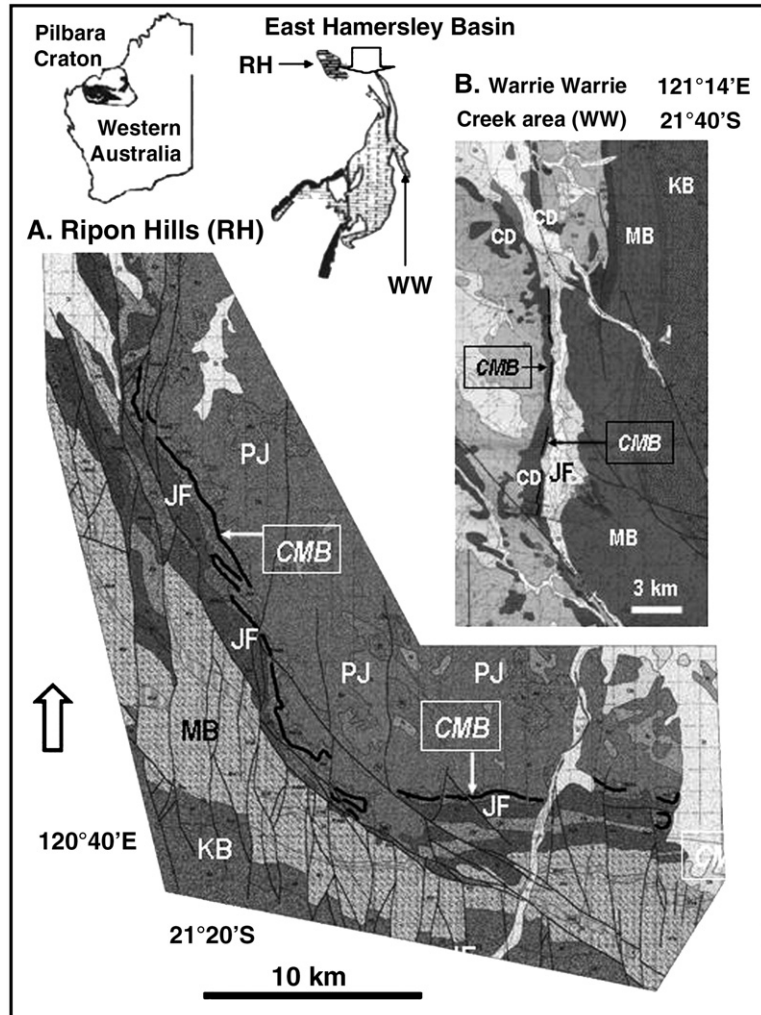 Pilbara
Craton
Western
Australia
East Hamersley Basin
RH
WW
B. Warrie Warrie 121°14'E
Creek area (WW) 21°40'S
KB
CD
CD
MB
CMB
CMB
CD
JF
MB
3 km
A. Ripon Hills (RH)
PJ
JF
CMB
JF
PJ
PJ
MB
CMB
JF
120°40'E
KB
CM
21°20'S
JF
10 km